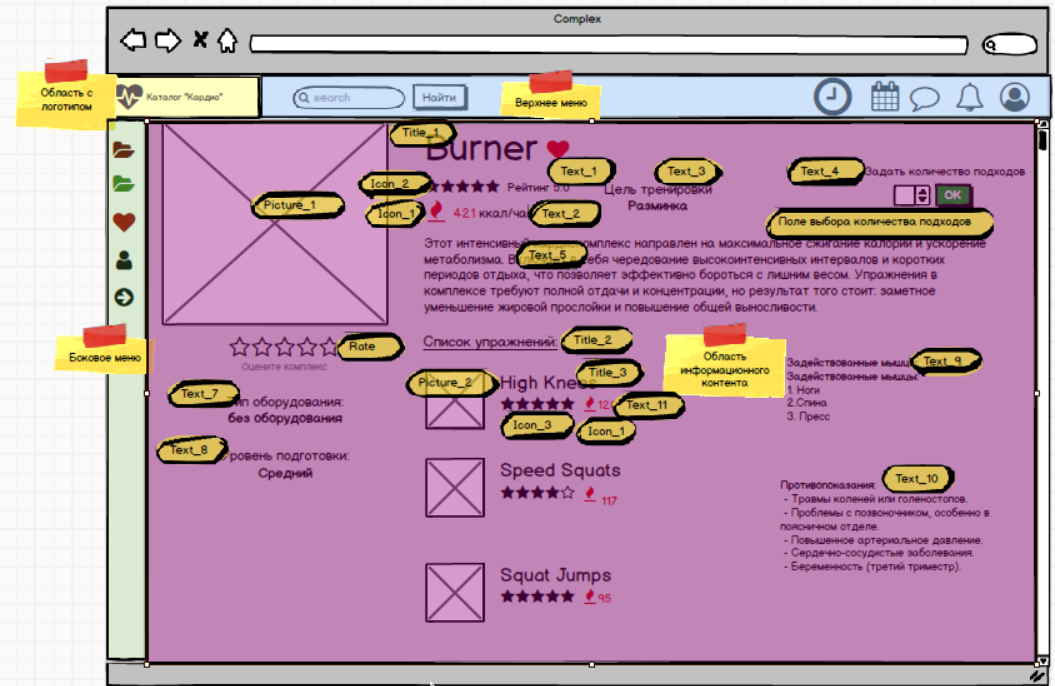 Complex
Область с
логотипом
Каталог "Кардио"
search
Найти
Верхнее меню
Title_1
Burner
Text_1
Text_3
Text_4
Задать количество подходов
Icon_2
Рейтинг 5.0
Цель тренировки
Разминка
OK
Picture_1
Icon_1
421 ккал/ча
Text_2
Поле выбора количества подходов
Text_5
Этот интенсивный комплекс направлен на максимальное сжигание калорий и ускорение
метаболизма. себя чередование высокоинтенсивных интервалов и коротких
периодов отдыха, что позволяет эффективно бороться с лишним весом. Упражнения в
комплексе требуют полной отдачи и концентрации, но результат того стоит: заметное
уменьшение жировой прослойки и повышение общей выносливости.
Боковое меню
Rate
Оцените комплекс
Список упражнений:
Title_2
Область
информационного
контента
Title_3
Text_9
Задействованные мышцы
Задействованные мышцы:
1. Ноги
2.Спина
3. Пресс
Text_7
Тип оборудования:
без оборудования
Picture_2
High Knees
Text_11
Icon_3
Icon_1
Text_8
Уровень подготовки:
Средний
Speed Squats
117
Text_10
Противопоказания:
- Травмы коленей или голеностопов.
- Проблемы с позвоночником, особенно в
поясничном отделе.
- Повышенное артериальное давление.
- Сердечно-сосудистые заболевания.
- Беременность (третий триместр).
Squat Jumps
95